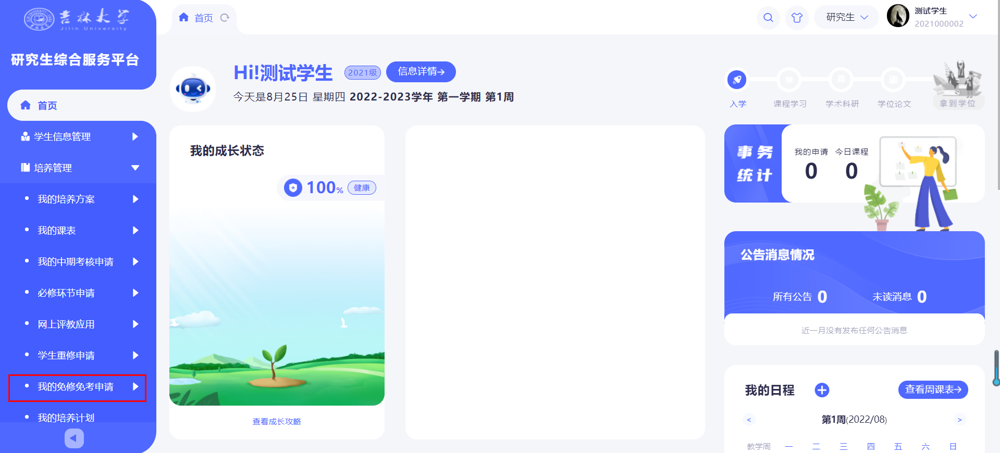 吉林大学
Jilin University
研究生综合服务平台
首页
学生信息管理
培养管理
我的培养方案
我的课表
我的中期考核申请
必修环节申请
网上评教应用
学生重修申请
我的免修免考申请
我的培养计划
首页
研究生
测试学生
2021000002
Hi!测试学生
2021级
信息详情→
今天是8月25日 星期四 2022-2023学年 第一学期 第1周
入学
课程学习
学术科研
学位论文
拿到学位
我的成长状态
100%
健康
查看成长攻略
事务
统计
我的申请 今日课程
0 0
公告消息情况
所有公告 0 未读消息 0
近一月没有发布任何公告消息
我的日程
查看周课表→
< 第1周(2022/08) >
教学周 一 二 三 四 五 六 日